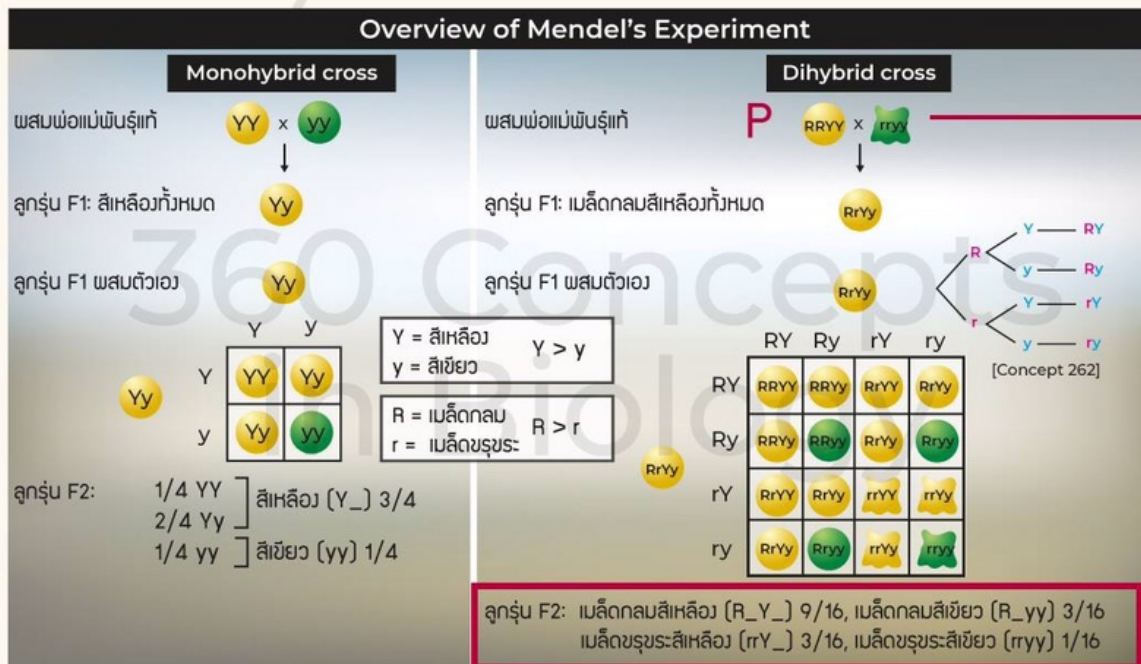 Overview of Mendel's Experiment
Monohybrid cross
ผสมพ่อแม่พันธุ์แท้
YY x yy
ลูกรุ่น F1: สีเหลืองทั้งหมด
Yy
ลูกรุ่น F1 ผสมตัวเอง
Yy
Y y
Yy
Y YY Yy
y Yy yy
Y = สีเหลือง
y = สีเขียว
Y > y
R = เมล็ดกลม
r = เมล็ดขรุขระ
R > r
ลูกรุ่น F2:
1/4 YY
2/4 Yy
สีเหลือง (Y_) 3/4
1/4 yy
สีเขียว (yy) 1/4
Dihybrid cross
ผสมพ่อแม่พันธุ์แท้
P
RRYY x rryy
ลูกรุ่น F1: เมล็ดกลมสีเหลืองทั้งหมด
RrYy
ลูกรุ่น F1 ผสมตัวเอง
RrYy
R
Y RY
y Ry
r
Y rY
y ry
[Concept 262]
RY Ry rY ry
RrYy
RY RRYY RRYy RrYY RrYy
Ry RRYy RRyy RrYy Rryy
rY RrYY RrYy rrYY rrYy
ry RrYy Rryy rrYy rryy
ลูกรุ่น F2: เมล็ดกลมสีเหลือง (R_Y_) 9/16, เมล็ดกลมสีเขียว (R_yy) 3/16
เมล็ดขรุขระสีเหลือง (rrY_) 3/16, เมล็ดขรุขระสีเขียว (rryy) 1/16
360 Concepts
in Biology